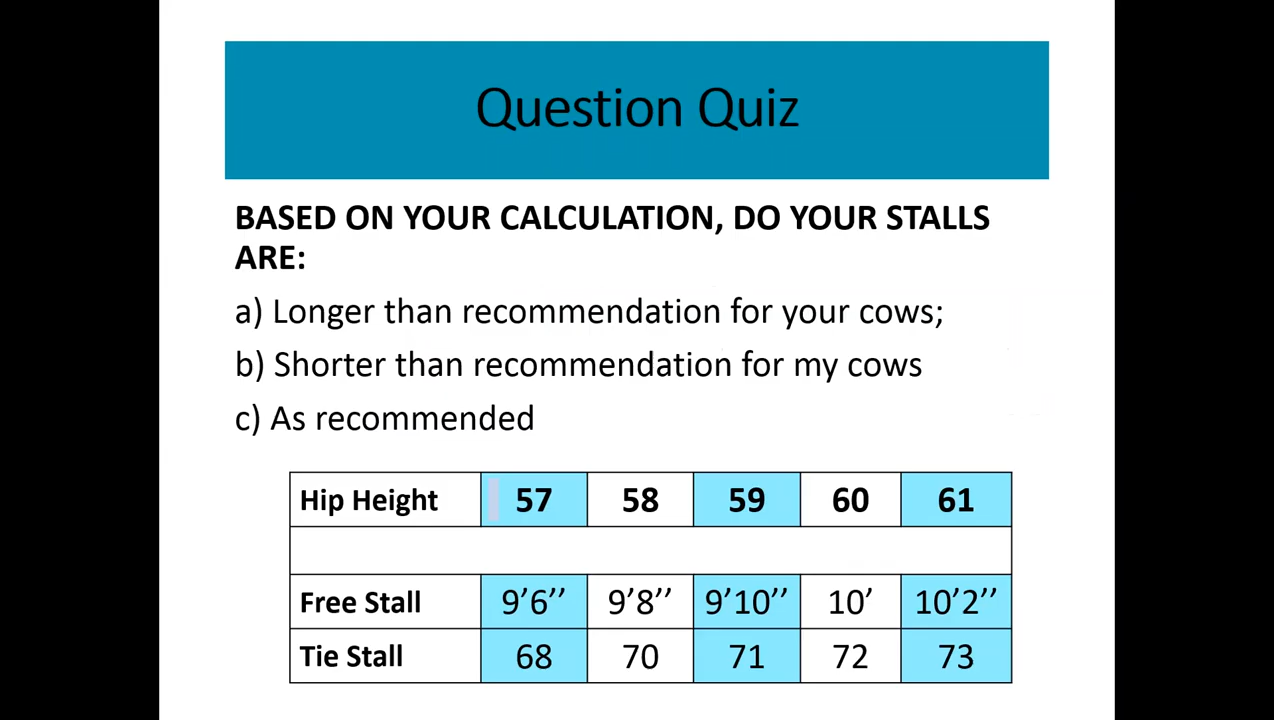 Question Quiz
BASED ON YOUR CALCULATION, DO YOUR STALLS
ARE:
a) Longer than recommendation for your cows;
b) Shorter than recommendation for my cows
c) As recommended
Hip Height 57 58 59 60 61
Free Stall 9’6’’ 9’8’’ 9’10’’ 10’ 10’2’’
Tie Stall 68 70 71 72 73